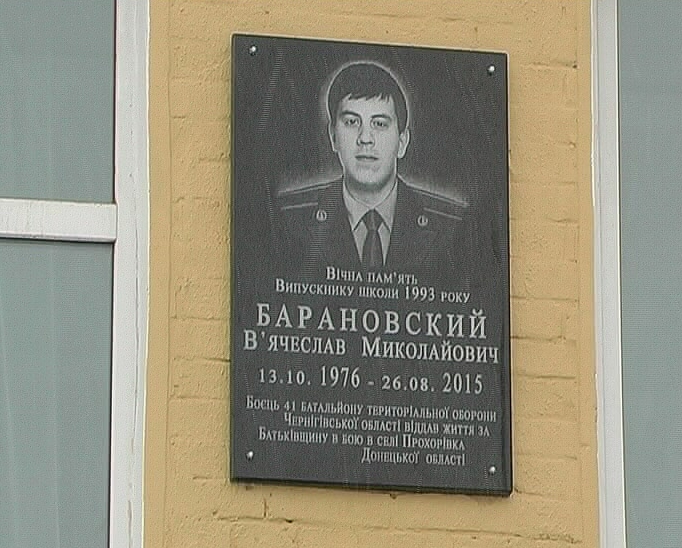 Вічна пам'ять
Випускнику школи 1993 року
БАРАНОВСКИЙ
В'ячеслав Миколайович
13.10. 1976 - 26.08. 2015
Боєць 41 батальйону територіальної оборони
Чернігівської області віддав життя за
Батьківщину в бою в селі Прохорівка
Донецької області